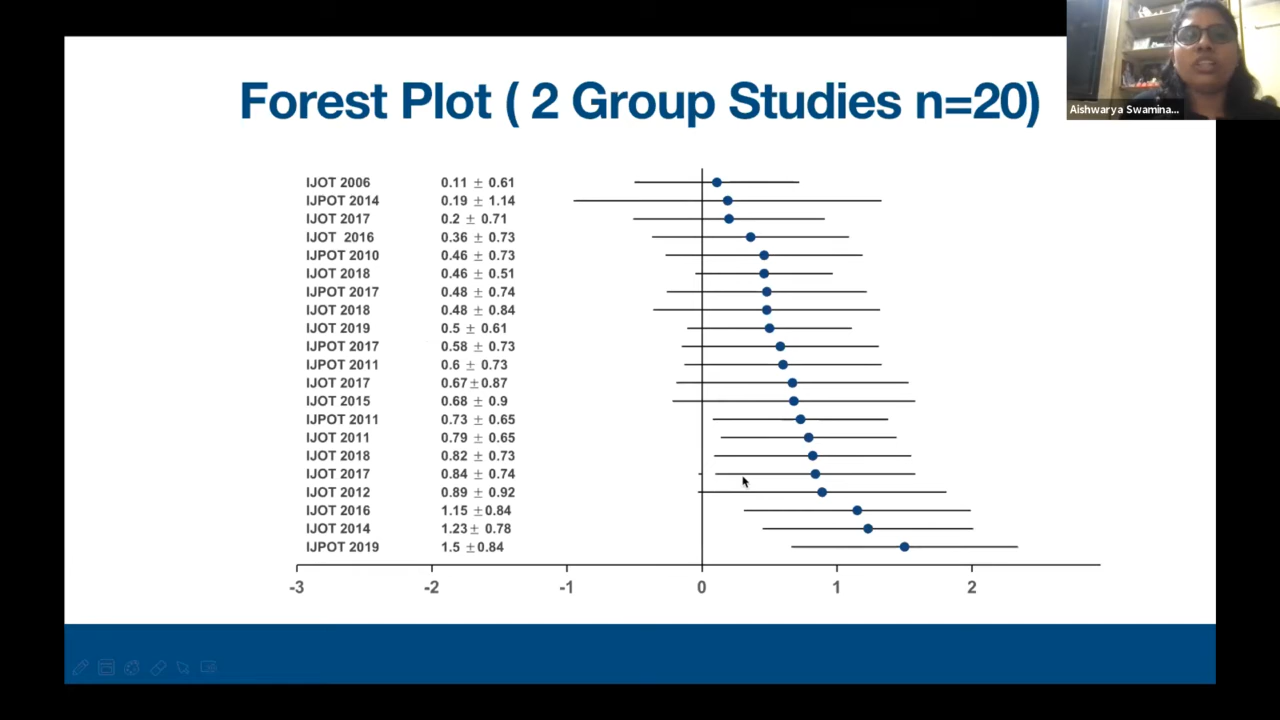 Forest Plot ( 2 Group Studies n=20)
Aishwarya Swamina...
IJOT 2006 0.11 ± 0.61
IJPOT 2014 0.19 ± 1.14
IJOT 2017 0.2 ± 0.71
IJOT 2016 0.36 ± 0.73
IJPOT 2010 0.46 ± 0.73
IJOT 2018 0.46 ± 0.51
IJPOT 2017 0.48 ± 0.74
IJOT 2018 0.48 ± 0.84
IJOT 2019 0.5 ± 0.61
IJPOT 2017 0.58 ± 0.73
IJPOT 2011 0.6 ± 0.73
IJOT 2017 0.67±0.87
IJOT 2015 0.68 ± 0.9
IJPOT 2011 0.73 ± 0.65
IJOT 2011 0.79 ± 0.65
IJOT 2018 0.82 ± 0.73
IJOT 2017 0.84 ± 0.74
IJOT 2012 0.89 ± 0.92
IJOT 2016 1.15 ±0.84
IJOT 2014 1.23± 0.78
IJPOT 2019 1.5 ±0.84
-3 -2 -1 0 1 2